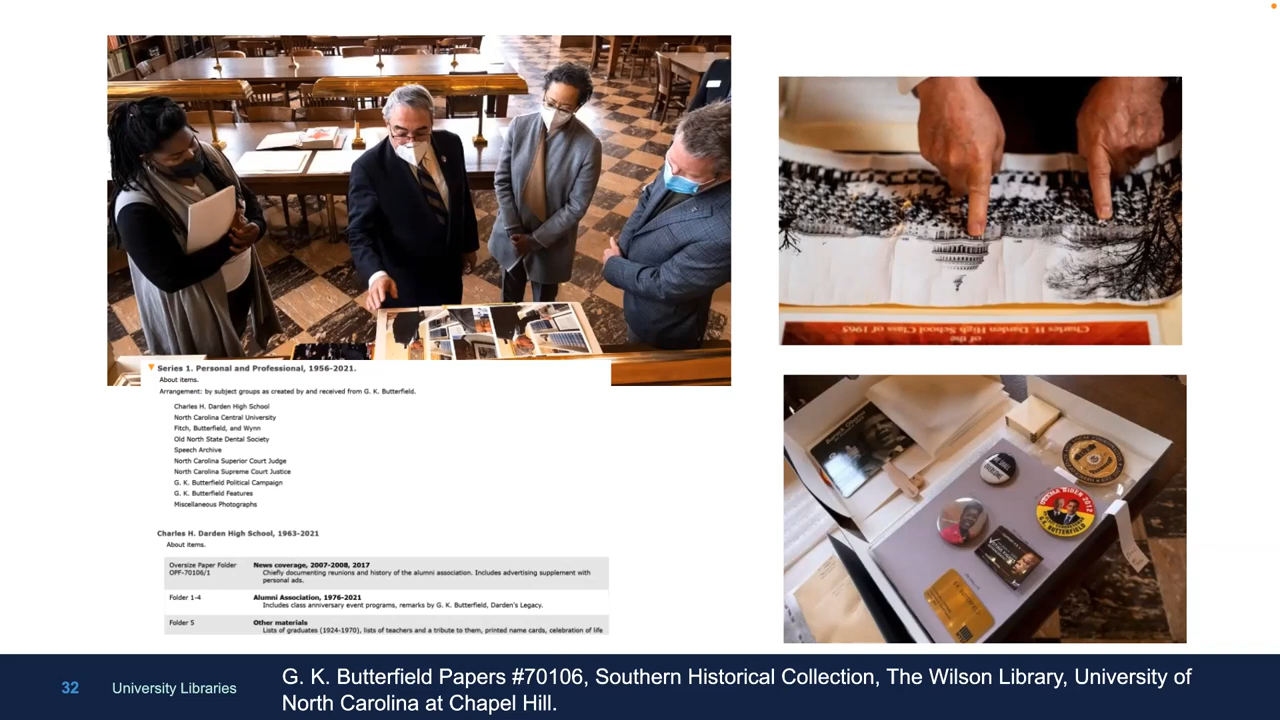 Series 1. Personal and Professional, 1956-2021.
About items.
Arrangement: by subject groups as created by and received from G. K. Butterfield.
Charles H. Darden High School
North Carolina Central University
Fitch, Butterfield, and Wynn
Old North State Dental Society
Speech Archive
North Carolina Superior Court Judge
North Carolina Supreme Court Justice
G. K. Butterfield Political Campaign
G. K. Butterfield Features
Miscellaneous Photographs
Charles H. Darden High School, 1963-2021
About items.
Oversize Paper Folder
OPF-70106/1
News coverage, 2007-2008, 2017
Chiefly documenting reunions and history of the alumni association. Includes advertising supplement with
personal ads.
Folder 1-4
Alumni Association, 1976-2021
Includes class anniversary event programs, remarks by G. K. Butterfield, Darden's Legacy.
Folder 5
Other materials
Lists of graduates (1924-1970), lists of teachers and a tribute to them, printed name cards, celebration of life
of the
Charles H. Darden High School Class of 1965
OBAMA BIDEN 2012
G.K. BUTTERFIELD
32
University Libraries
G. K. Butterfield Papers #70106, Southern Historical Collection, The Wilson Library, University of
North Carolina at Chapel Hill.